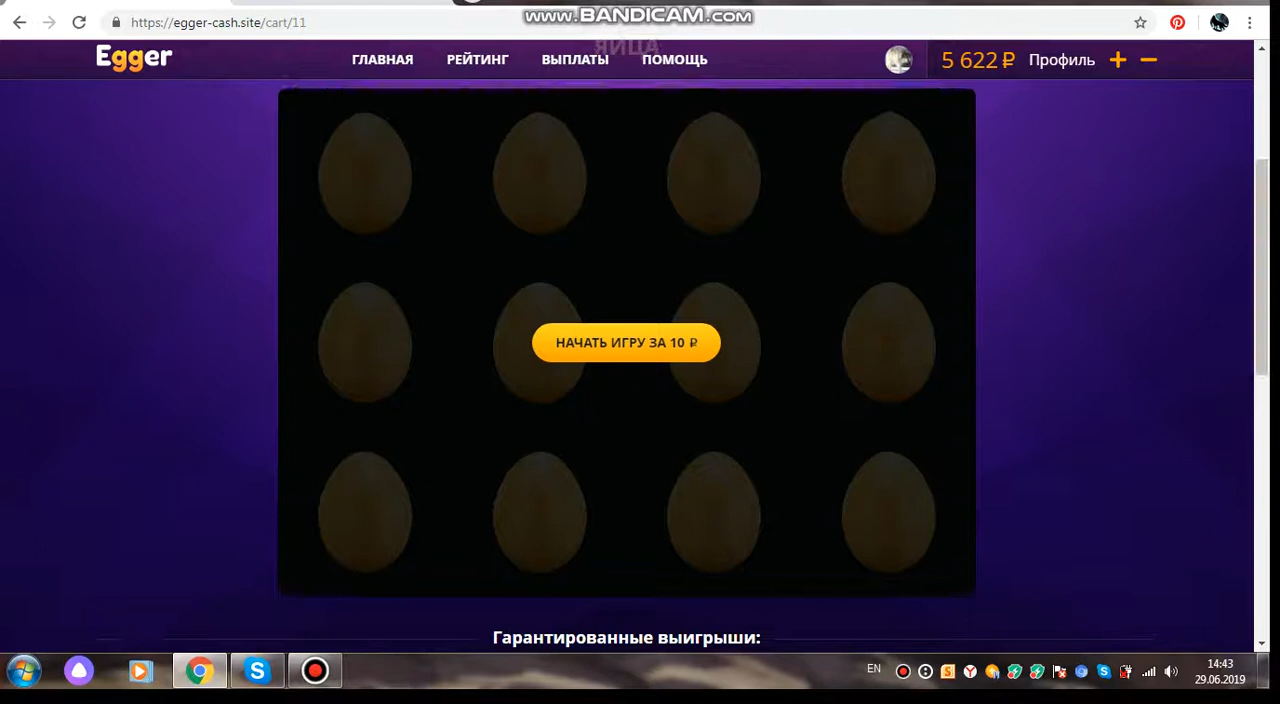 https://egger-cash.site/cart/11
www.BANDICAM.com
ЯЙЦА
Egger
ГЛАВНАЯ
РЕЙТИНГ
ВЫПЛАТЫ
ПОМОЩЬ
5 622 ₽
Профиль
+
−
НАЧАТЬ ИГРУ ЗА 10 ₽
Гарантированные выигрыши:
EN
14:43
29.06.2019